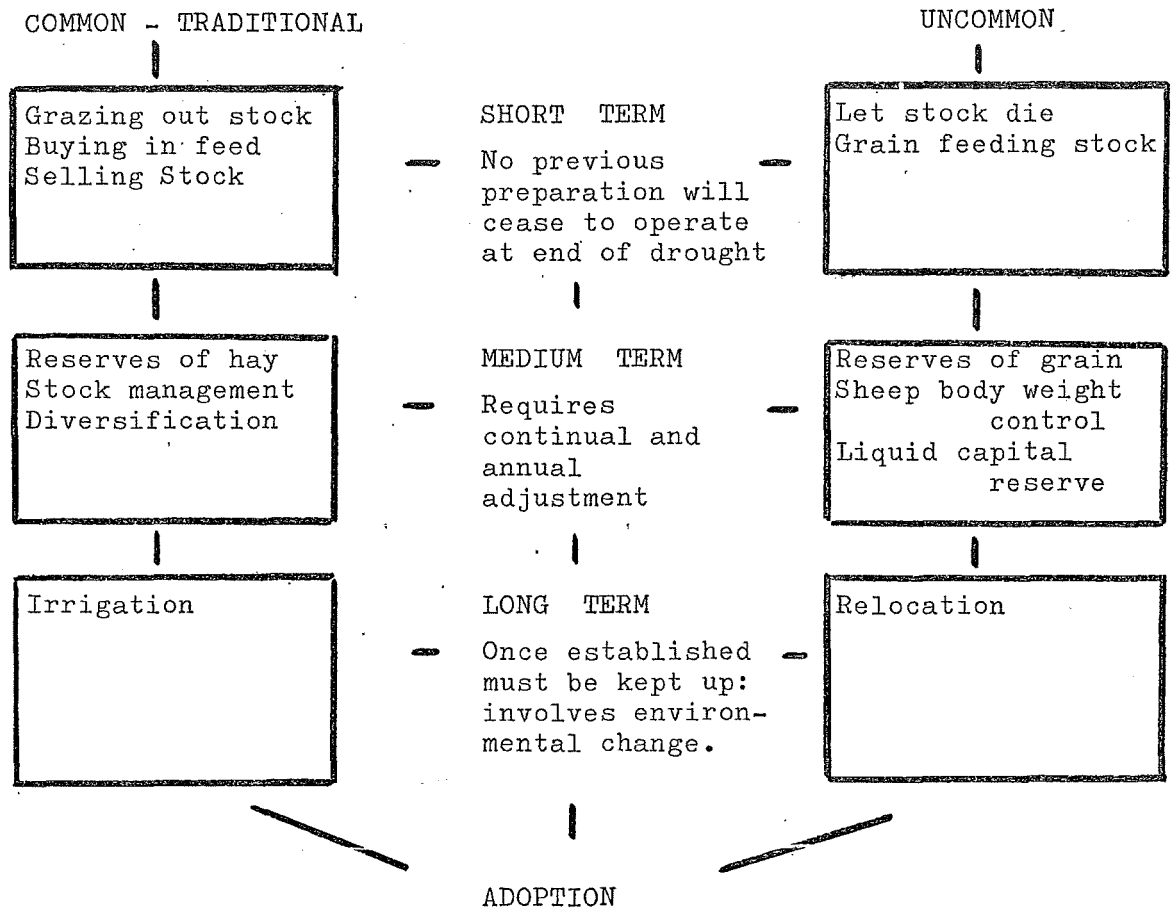 COMMON - TRADITIONAL
UNCOMMON
Grazing out stock
Buying in feed
Selling Stock
SHORT TERM
No previous
preparation will
cease to operate
at end of drought
Let stock die
Grain feeding stock
Reserves of hay
Stock management
Diversification
MEDIUM TERM
Requires
continual and
annual
adjustment
Reserves of grain
Sheep body weight
control
Liquid capital
reserve
Irrigation
LONG TERM
Once established
must be kept up:
involves environ-
mental change.
Relocation
ADOPTION